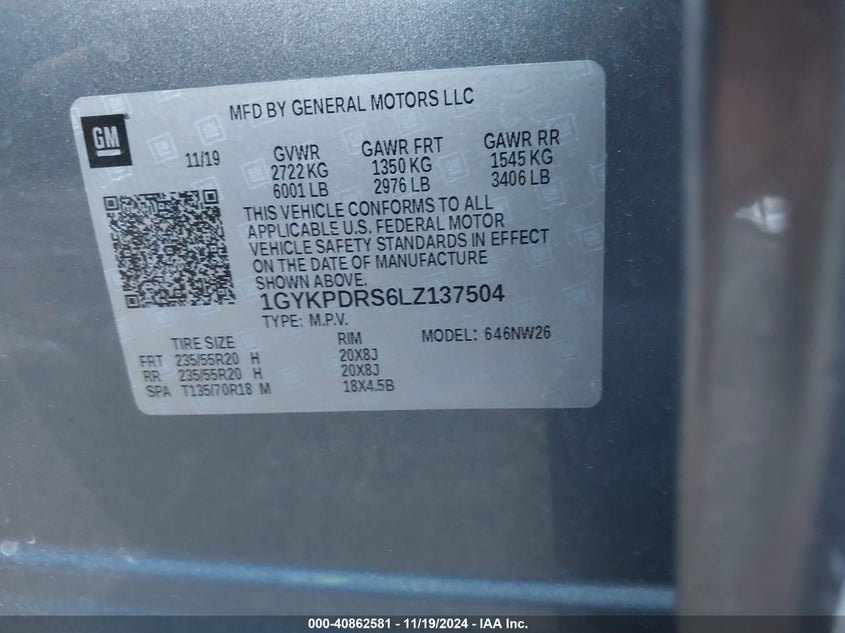 MFD BY GENERAL MOTORS LLC
GM
11/19
GVWR GAWR FRT GAWR RR
2722 KG 1350 KG 1545 KG
6001 LB 2976 LB 3406 LB
THIS VEHICLE CONFORMS TO ALL
APPLICABLE U.S. FEDERAL MOTOR
VEHICLE SAFETY STANDARDS IN EFFECT
ON THE DATE OF MANUFACTURE
SHOWN ABOVE.
1GYKPDRS6LZ137504
TYPE: M.P.V.
MODEL: 646NW26
TIRE SIZE RIM
FRT 235/55R20 H 20X8J
RR 235/55R20 H 20X8J
SPA T135/70R18 M 18X4.5B
000-40862581 - 11/19/2024 - IAA Inc.